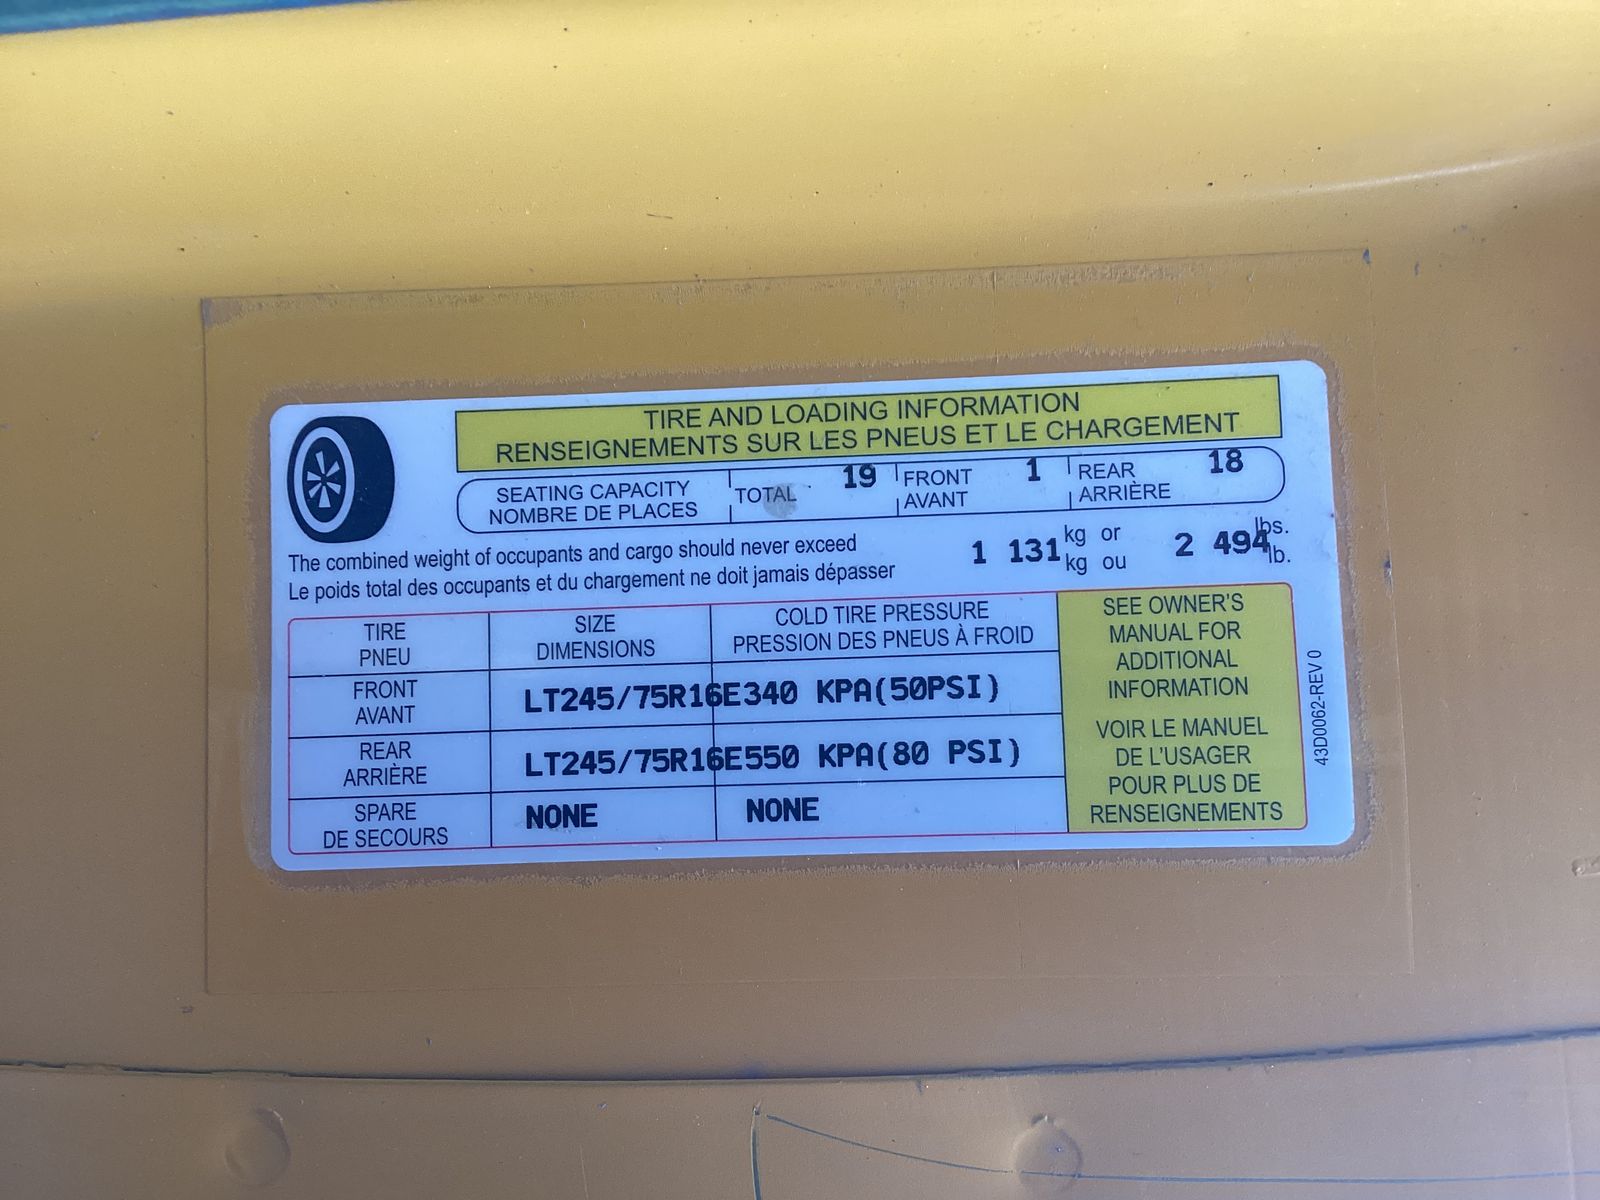 TIRE AND LOADING INFORMATION
RENSEIGNEMENTS SUR LES PNEUS ET LE CHARGEMENT
SEATING CAPACITY
NOMBRE DE PLACES
TOTAL 19
FRONT
AVANT
1
REAR
ARRIÈRE
18
The combined weight of occupants and cargo should never exceed
Le poids total des occupants et du chargement ne doit jamais dépasser
1 131
kg or
kg ou
2 494
lbs.
lb.
TIRE
PNEU
SIZE
DIMENSIONS
COLD TIRE PRESSURE
PRESSION DES PNEUS À FROID
FRONT
AVANT
LT245/75R16E340 KPA(50PSI)
REAR
ARRIÈRE
LT245/75R16E550 KPA(80 PSI)
SPARE
DE SECOURS
NONE
NONE
SEE OWNER'S
MANUAL FOR
ADDITIONAL
INFORMATION
VOIR LE MANUEL
DE L'USAGER
POUR PLUS DE
RENSEIGNEMENTS
43D0062-REV 0